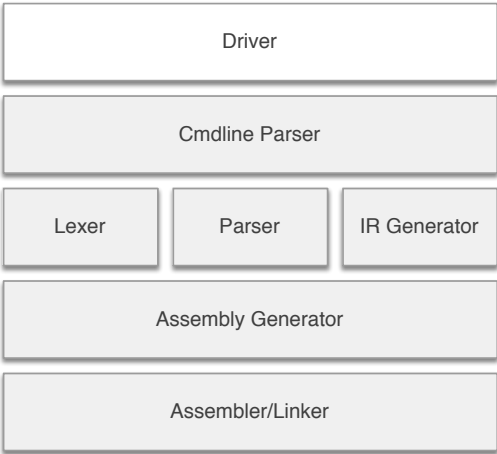 Driver
Cmdline Parser
Lexer
Parser
IR Generator
Assembly Generator
Assembler/Linker